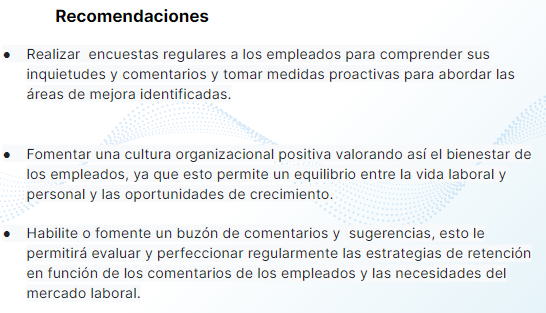 Recomendaciones
● Realizar encuestas regulares a los empleados para comprender sus
inquietudes y comentarios y tomar medidas proactivas para abordar las
áreas de mejora identificadas.
● Fomentar una cultura organizacional positiva valorando así el bienestar de
los empleados, ya que esto permite un equilibrio entre la vida laboral y
personal y las oportunidades de crecimiento.
● Habilite o fomente un buzón de comentarios y sugerencias, esto le
permitirá evaluar y perfeccionar regularmente las estrategias de retención
en función de los comentarios de los empleados y las necesidades del
mercado laboral.